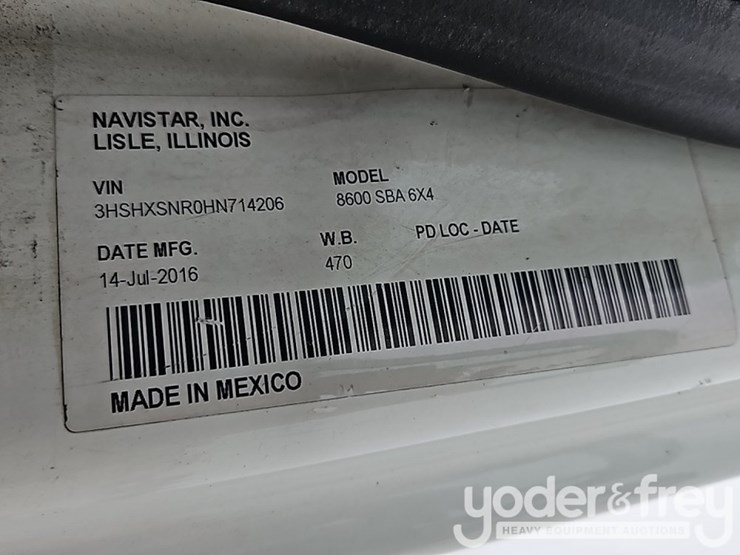 NAVISTAR, INC.
LISLE, ILLINOIS
VIN
3HSHXSNR0HN714206
MODEL
8600 SBA 6X4
DATE MFG.
14-Jul-2016
W.B.
470
PD LOC - DATE
MADE IN MEXICO
yoder&frey
HEAVY EQUIPMENT AUCTIONS